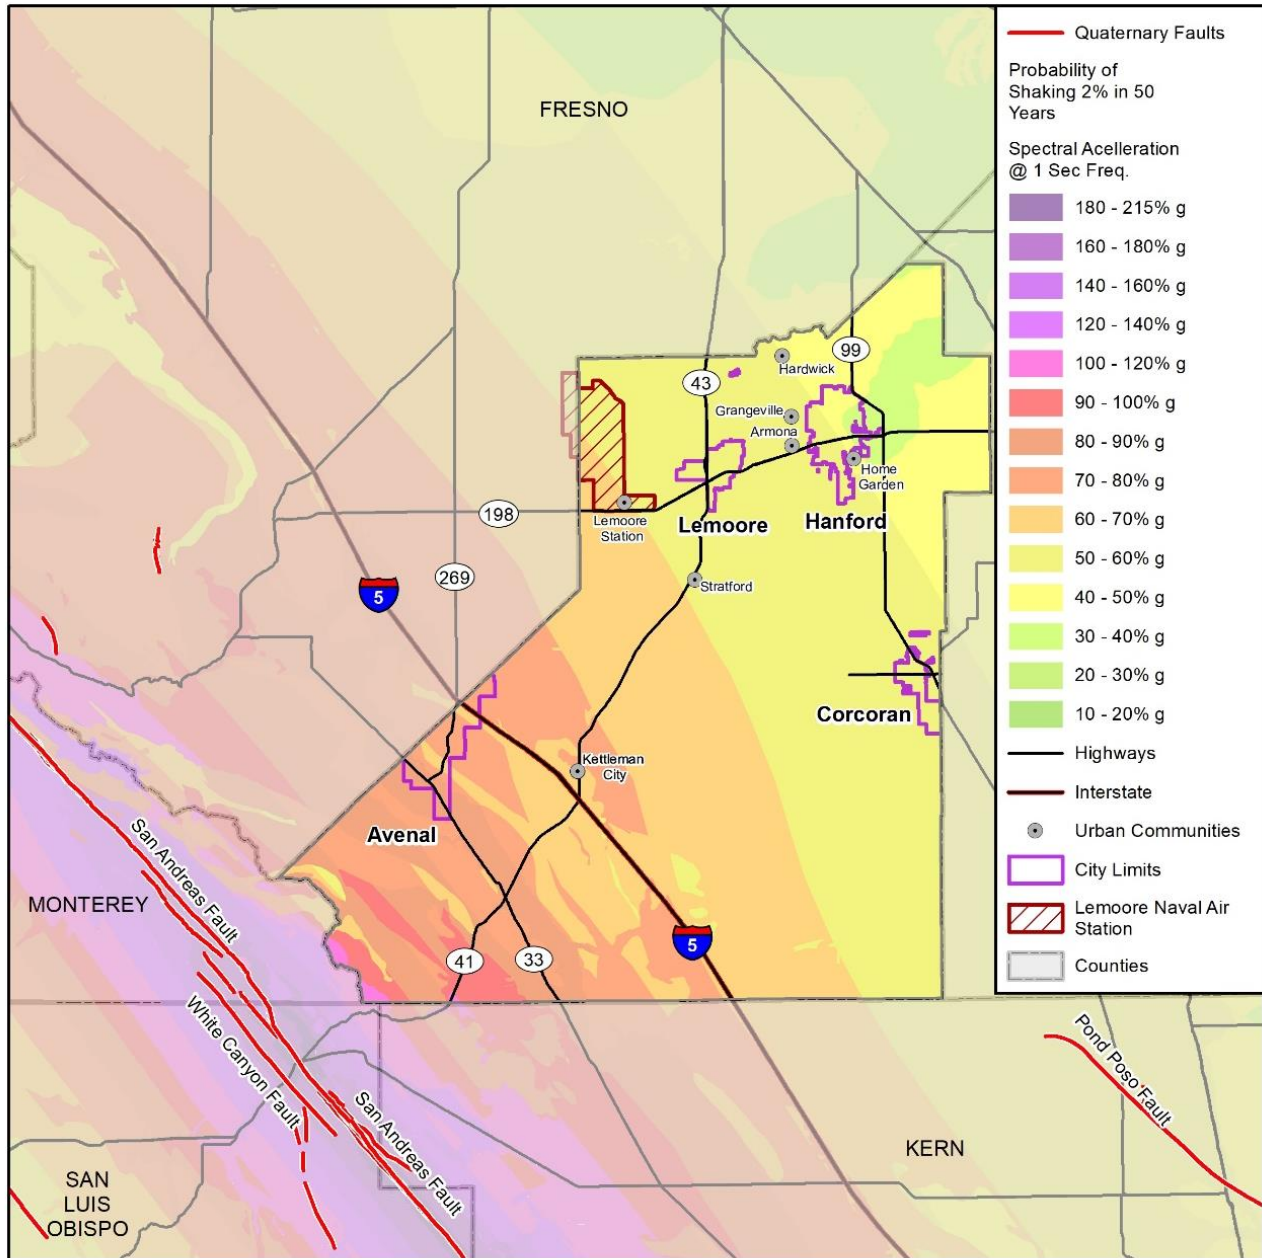 FRESNO
99
Hardwick
43
Grangeville
Armona
Home
Garden
198
Lemoore
Station
Lemoore
Hanford
269
5
Stratford
Corcoran
Kettleman
City
Avenal
San Andreas Fault
MONTEREY
41
33
5
White Canyon Fault
San Andreas Fault
Pond Poso Fault
KERN
SAN
LUIS
OBISPO
Quaternary Faults
Probability of
Shaking 2% in 50
Years
Spectral Acelleration
@ 1 Sec Freq.
180 - 215% g
160 - 180% g
140 - 160% g
120 - 140% g
100 - 120% g
90 - 100% g
80 - 90% g
70 - 80% g
60 - 70% g
50 - 60% g
40 - 50% g
30 - 40% g
20 - 30% g
10 - 20% g
Highways
Interstate
Urban Communities
City Limits
Lemoore Naval Air
Station
Counties